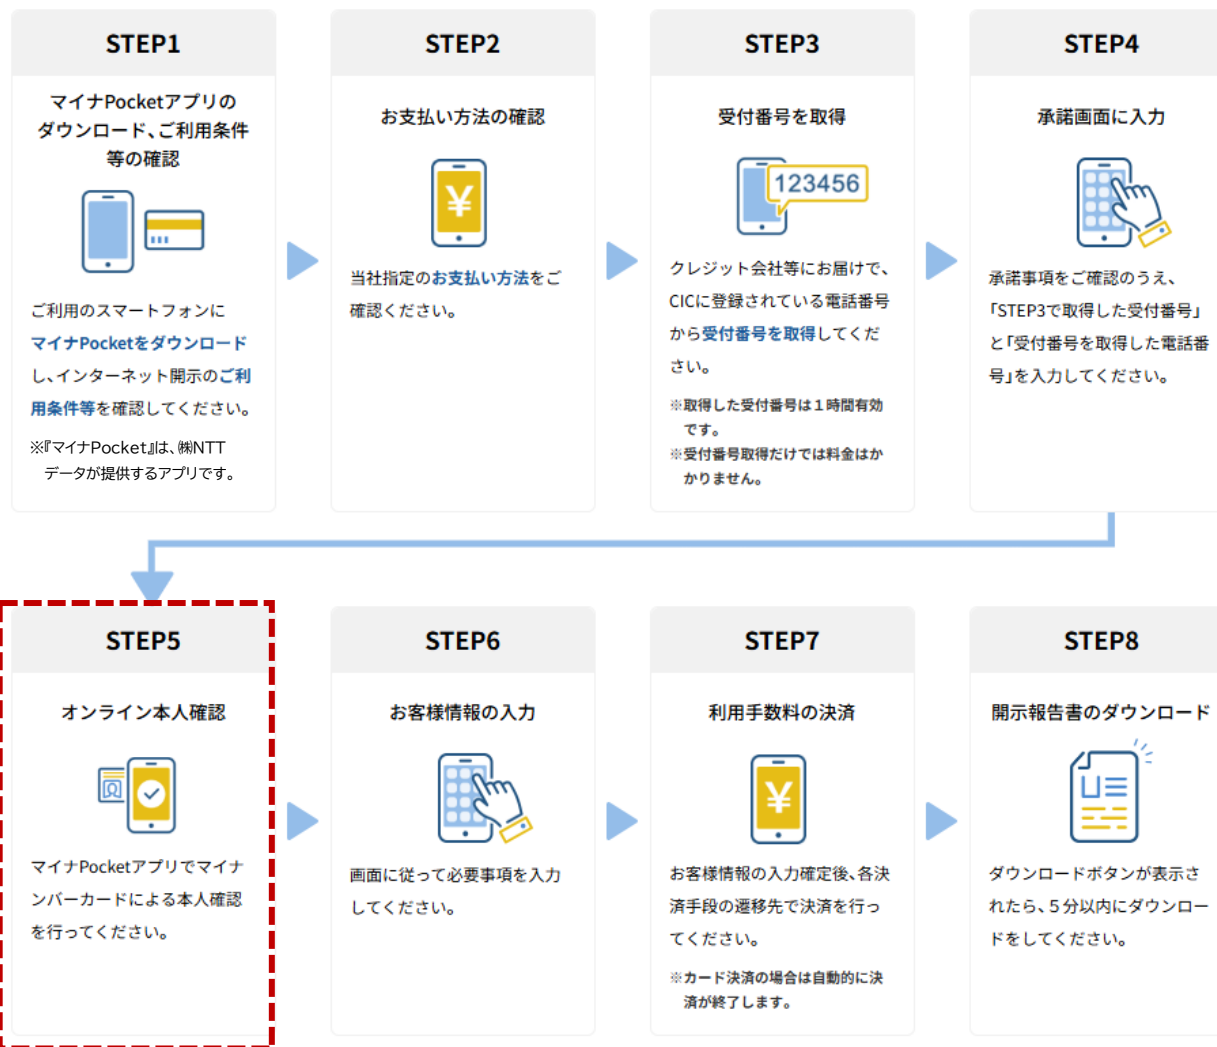 STEP1
マイナPocketアプリの
ダウンロード、ご利用条件
等の確認
ご利用のスマートフォンに
マイナPocketをダウンロード
し、インターネット開示のご利
用条件等を確認してください。
※『マイナPocket』は、㈱NTT
データが提供するアプリです。
STEP2
お支払い方法の確認
¥
当社指定のお支払い方法をご
確認ください。
STEP3
受付番号を取得
123456
クレジット会社等にお届けで、
CICに登録されている電話番号
から受付番号を取得してくだ
さい。
※取得した受付番号は１時間有効
です。
※受付番号取得だけでは料金はか
かりません。
STEP4
承諾画面に入力
承諾事項をご確認のうえ、
「STEP3で取得した受付番号」
と「受付番号を取得した電話番
号」を入力してください。
STEP5
オンライン本人確認
マイナPocketアプリでマイナ
ンバーカードによる本人確認
を行ってください。
STEP6
お客様情報の入力
画面に従って必要事項を入力
してください。
STEP7
利用手数料の決済
¥
お客様情報の入力確定後、各決
済手段の遷移先で決済を行っ
てください。
※カード決済の場合は自動的に決
済が終了します。
STEP8
開示報告書のダウンロード
ダウンロードボタンが表示さ
れたら、５分以内にダウンロー
ドをしてください。